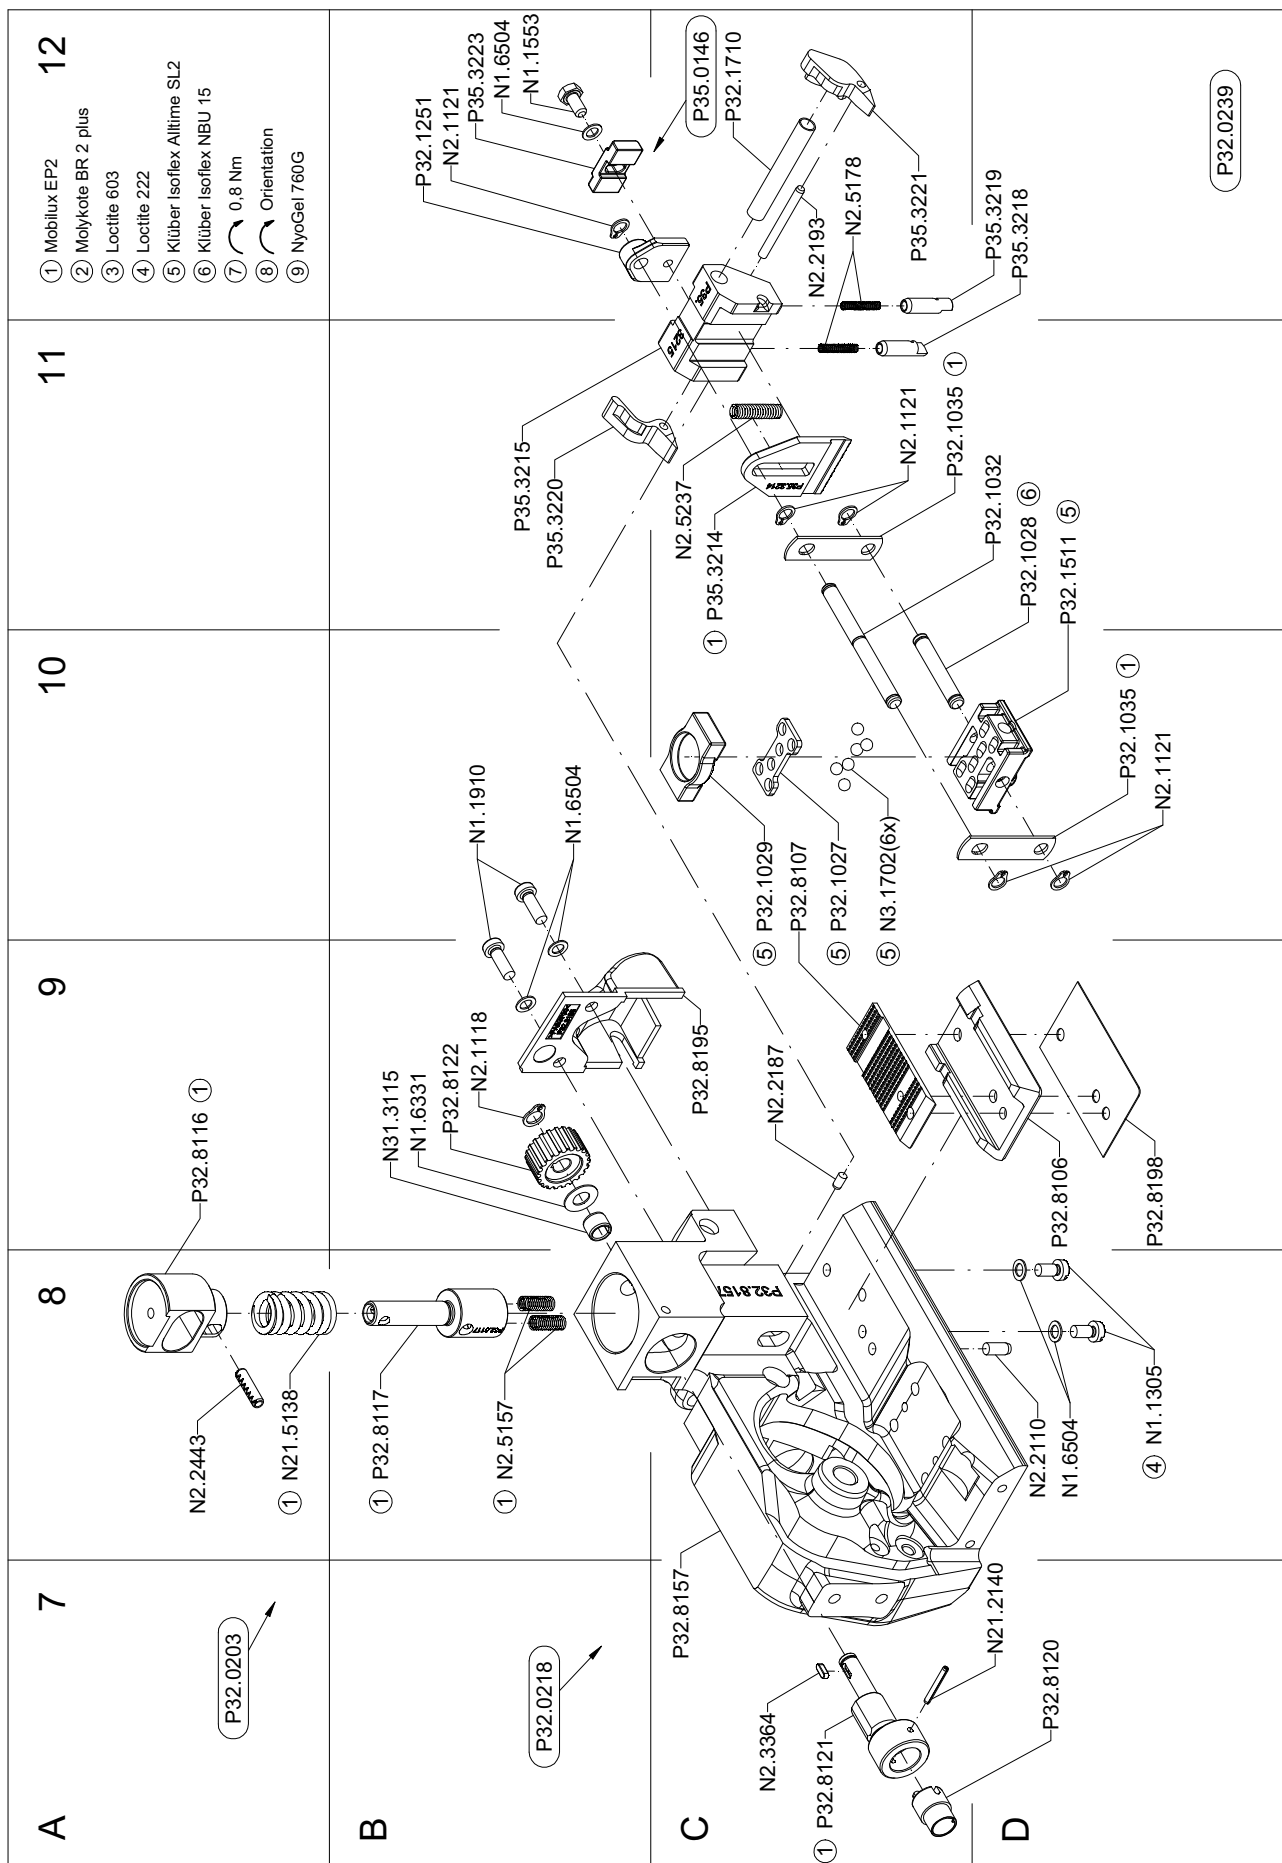 7
8
9
10
11
12
A
B
C
D
① Mobilux EP2
② Molykote BR 2 plus
③ Loctite 603
④ Loctite 222
⑤ Klüber Isoflex Alltime SL2
⑥ Klüber Isoflex NBU 15
⑦ 0,8 Nm
⑧ Orientation
⑨ NyoGel 760G
P32.0203
P32.8116 ①
N2.2443
① N21.5138
① P32.8117
P32.8117
① N2.5157
P32.0218
N31.3115
N1.6331
P32.8122
N2.1118
N1.1910
N1.6504
P32.8195
N2.2187
P32.8157
P32.8157
N2.3364
① P32.8121
N21.2140
P32.8120
N2.2110
N1.6504
④ N1.1305
P32.8106
P32.8198
⑤ P32.1029
P32.8107
⑤ P32.1027
⑤ N3.1702(6x)
P32.1035 ①
N2.1121
P35.3215
P35.3220
N2.5237
① P35.3214
P35.3214
N2.1121
P32.1035 ①
P32.1032
P32.1028 ⑥
P32.1511 ⑤
P32.1251
N2.1121
P35.3223
N1.6504
N1.1553
P35.0146
P32.1710
P35.
3215
N2.2193
N2.5178
P35.3221
P35.3219
P35.3218
P32.0239